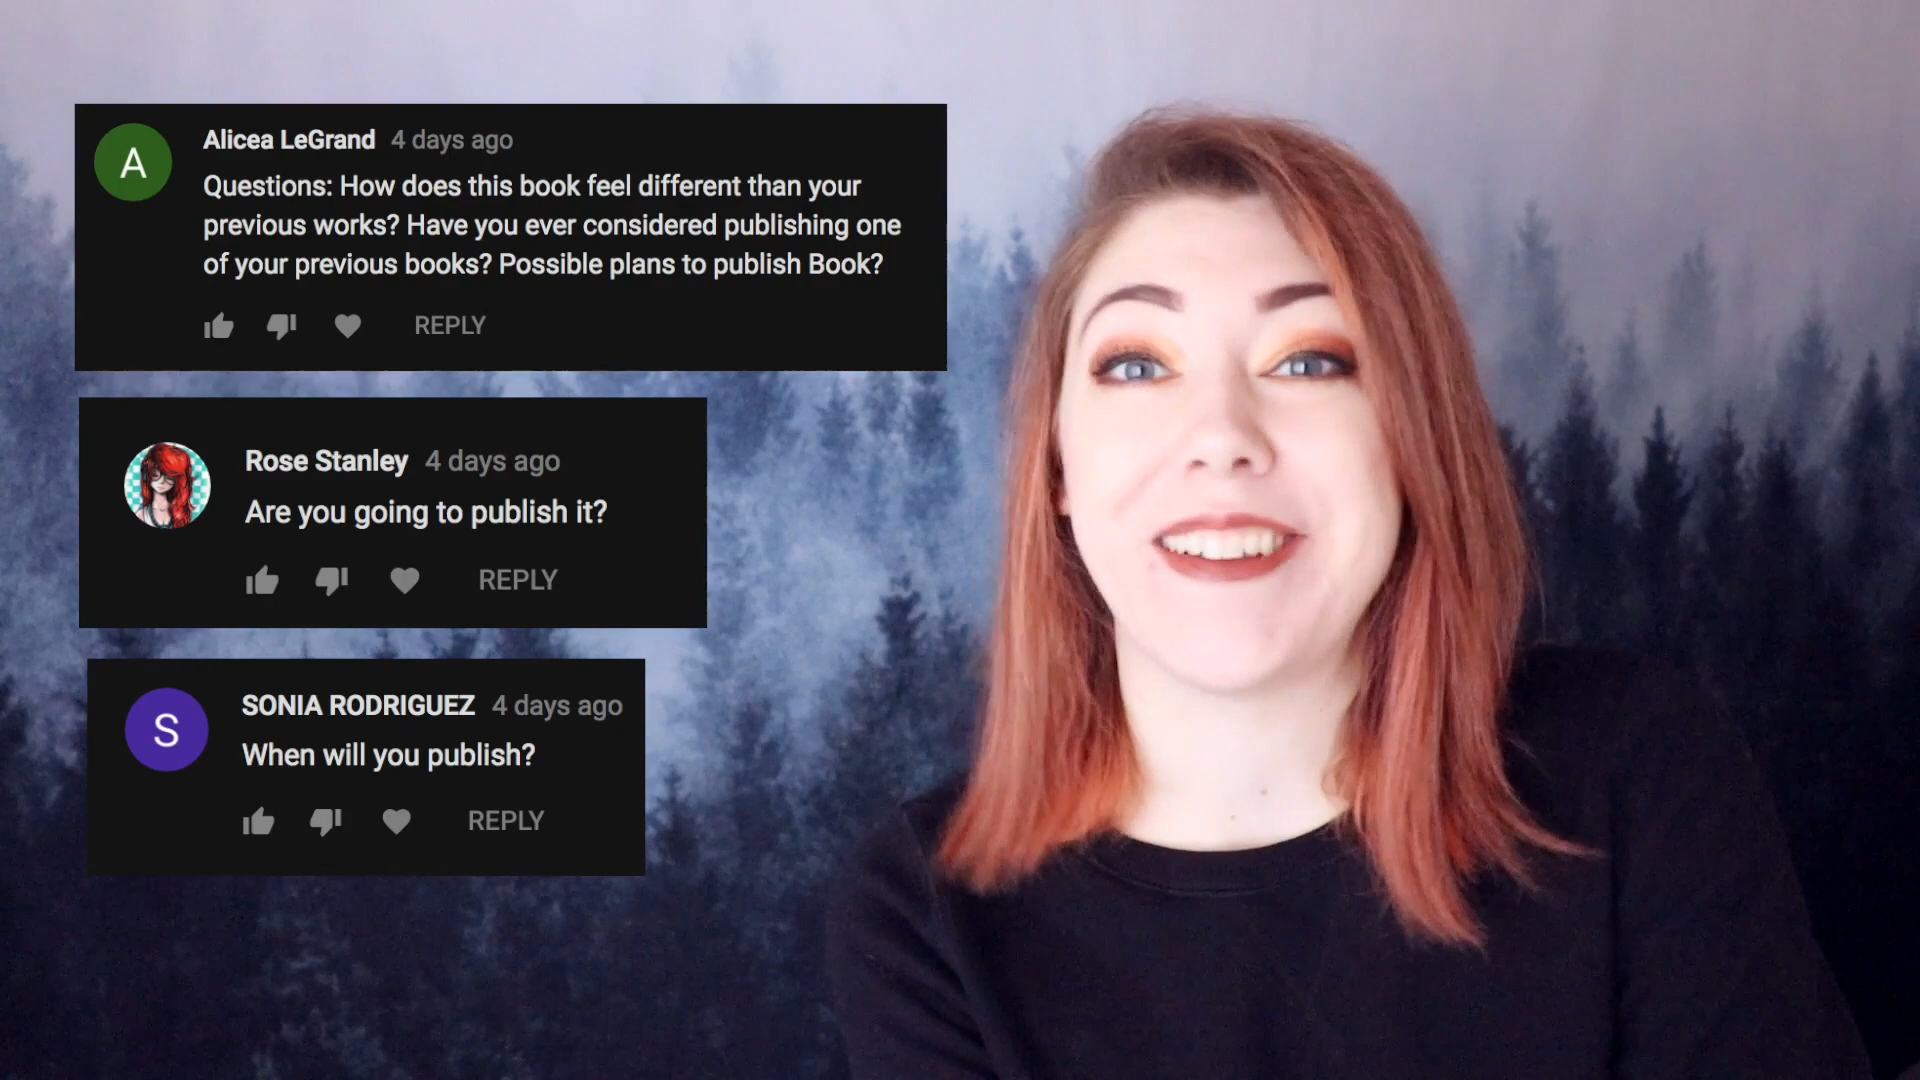 A
Alicea LeGrand 4 days ago
Questions: How does this book feel different than your
previous works? Have you ever considered publishing one
of your previous books? Possible plans to publish Book?
REPLY
Rose Stanley 4 days ago
Are you going to publish it?
REPLY
S
SONIA RODRIGUEZ 4 days ago
When will you publish?
REPLY